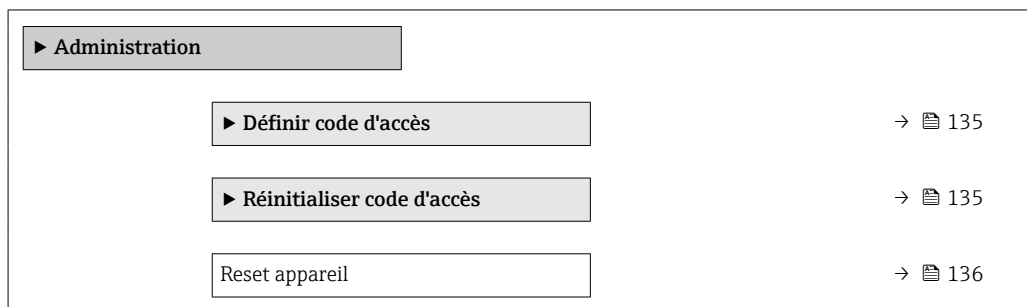 ▶ Administration
▶ Définir code d'accès → 135
▶ Réinitialiser code d'accès → 135
Reset appareil → 136